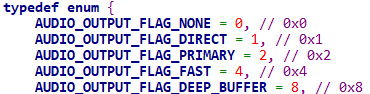 typedef enum {
AUDIO_OUTPUT_FLAG_NONE = 0, // 0x0
AUDIO_OUTPUT_FLAG_DIRECT = 1, // 0x1
AUDIO_OUTPUT_FLAG_PRIMARY = 2, // 0x2
AUDIO_OUTPUT_FLAG_FAST = 4, // 0x4
AUDIO_OUTPUT_FLAG_DEEP_BUFFER = 8, // 0x8